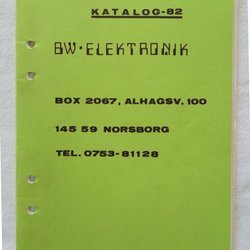 KATALOG-82
BW-ELEKTRONIK
BOX 2067, ALHAGSV. 100
145 59 NORSBORG
TEL. 0753-81128